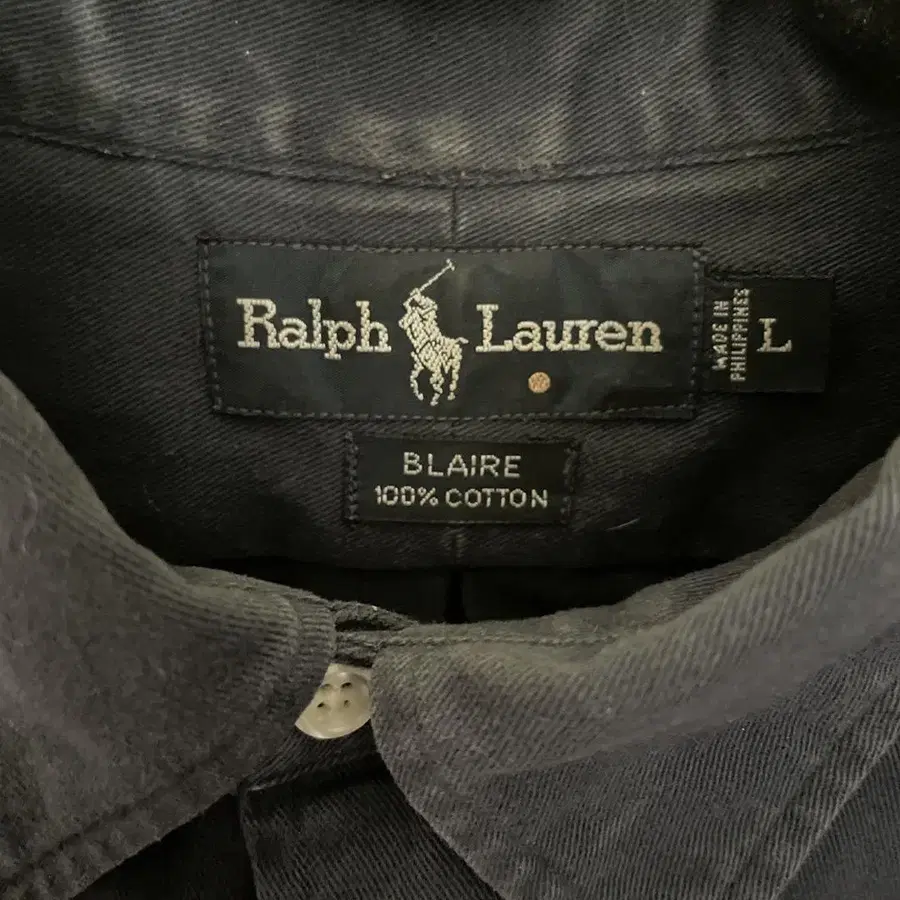 Ralph Lauren
MADE IN
PHILIPPINES
L
BLAIRE
100% COTTON